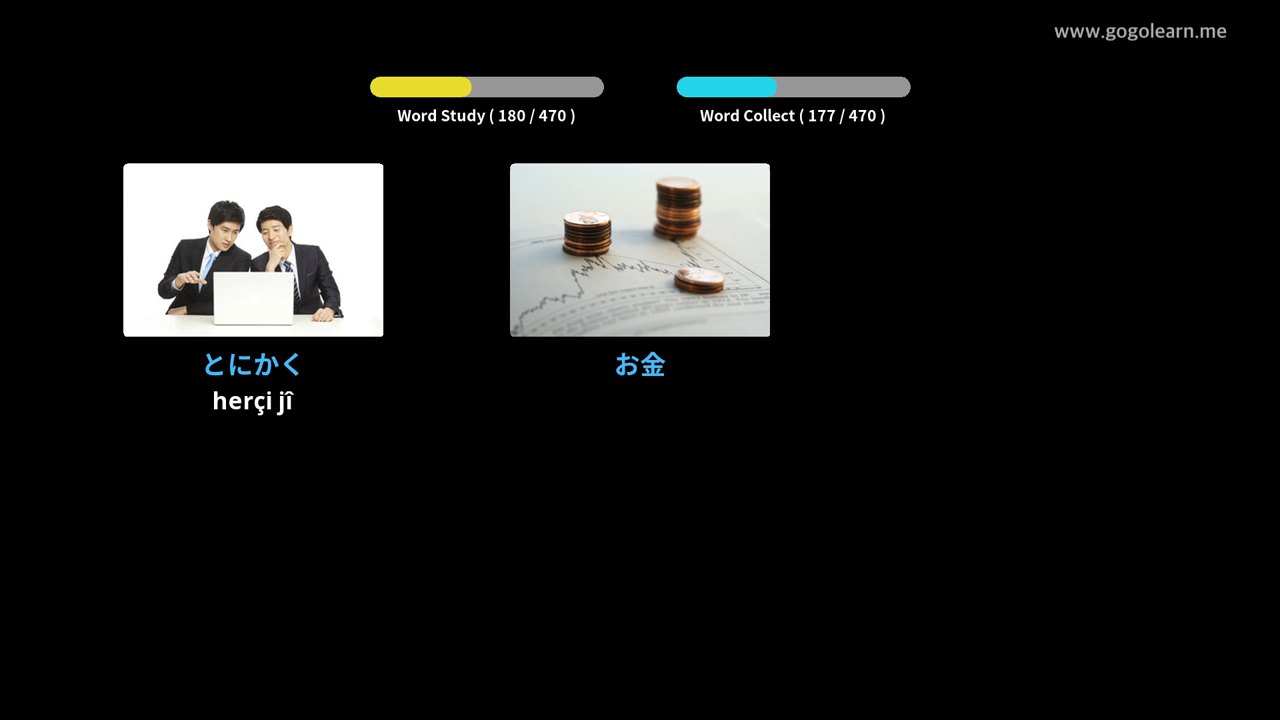 www.gogolearn.me
Word Study ( 180 / 470 )
Word Collect ( 177 / 470 )
とにかく
herçi jî
お金